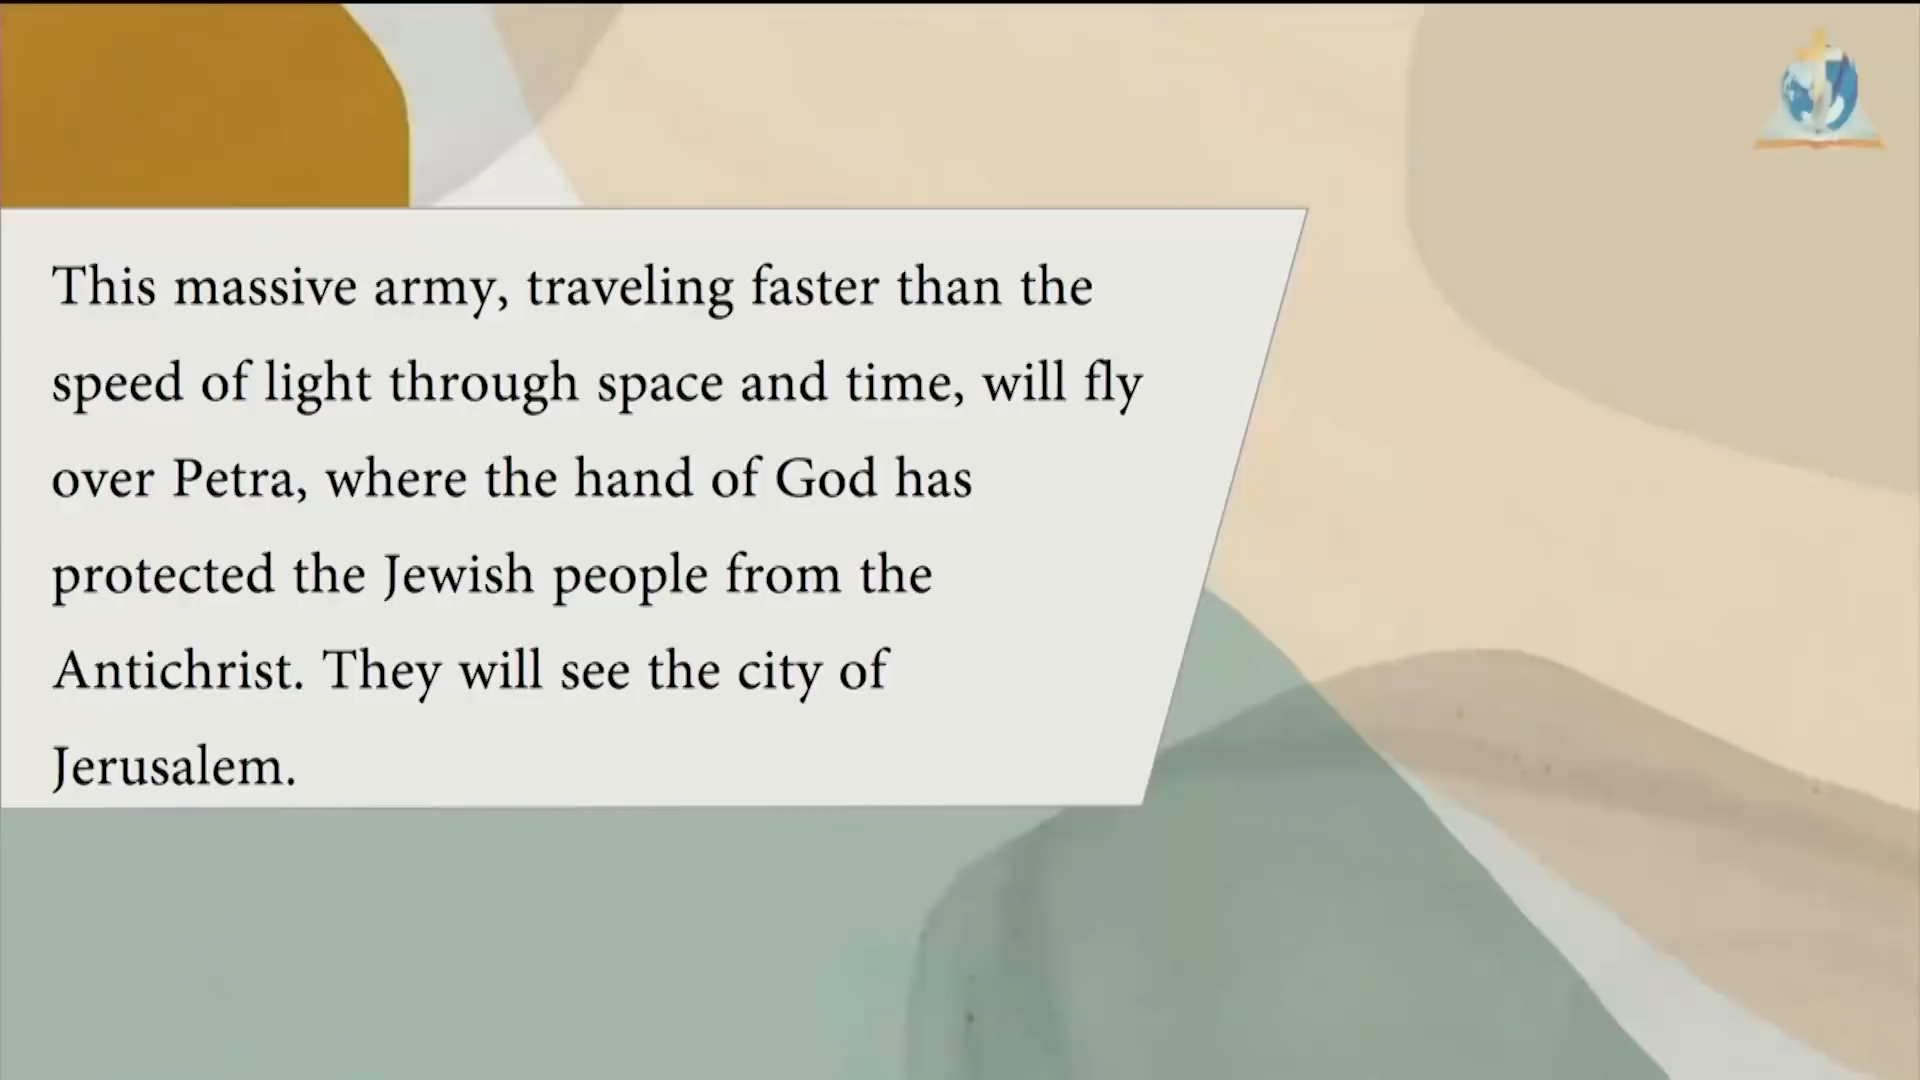 This massive army, traveling faster than the
speed of light through space and time, will fly
over Petra, where the hand of God has
protected the Jewish people from the
Antichrist. They will see the city of
Jerusalem.